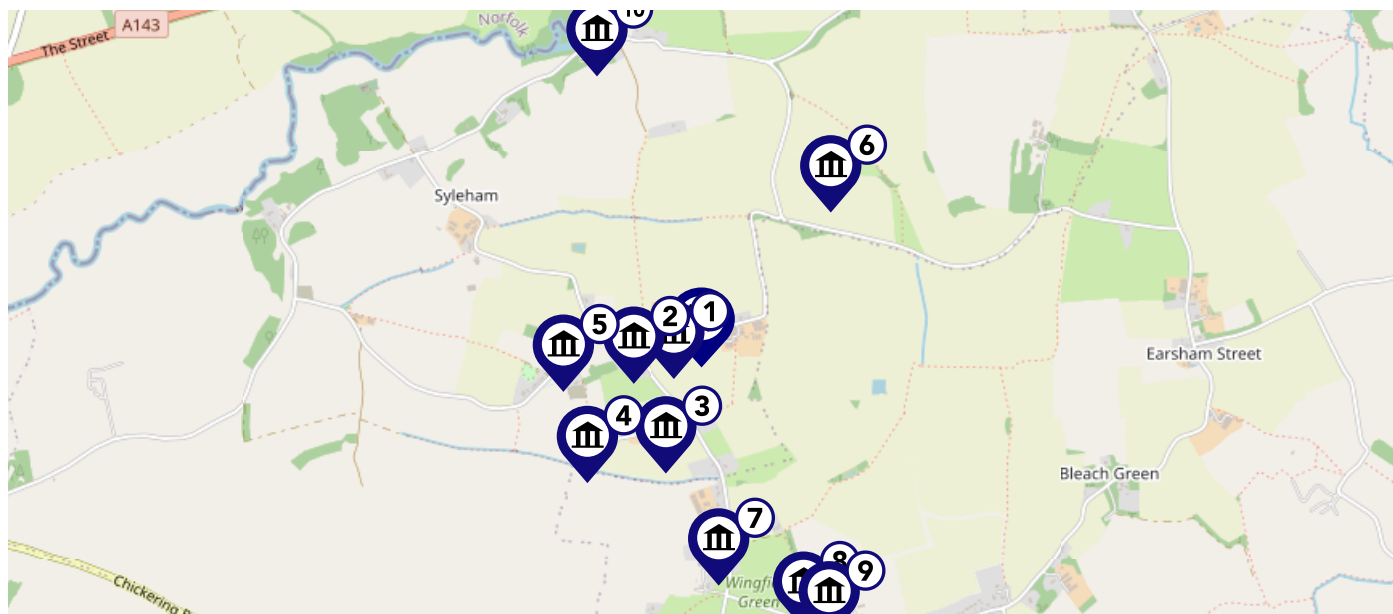 10
A143
Norfolk
The Street
6
Syleham
1
2
5
Earsham Street
3
4
Bleach Green
7
8
9
Green
Chickering